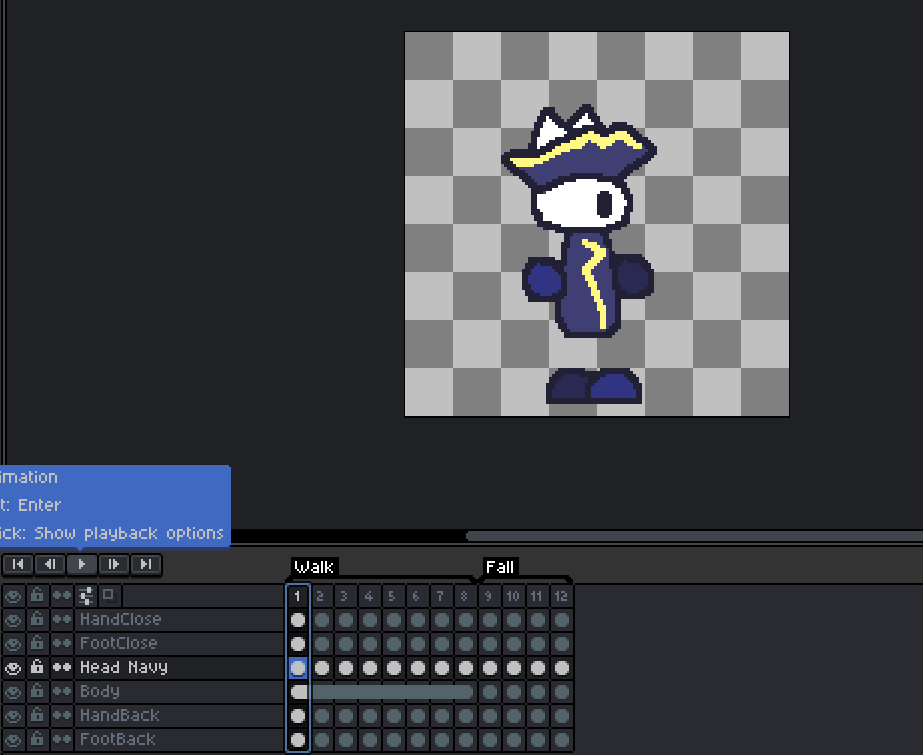 imation
t: Enter
ick: Show playback options
Walk Fall
1 2 3 4 5 6 7 8 9 10 11 12
HandClose
FootClose
Head Navy
Body
HandBack
FootBack